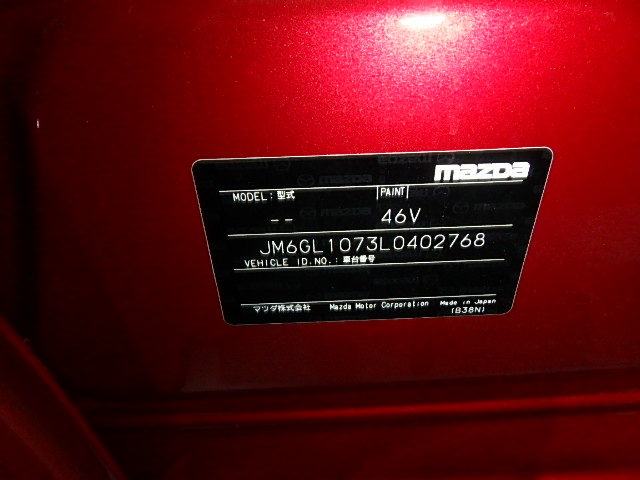 mazda
MODEL: 型式 PAINT
-- 46V
JM6GL1073L0402768
VEHICLE ID.NO.: 車台番号
マツダ株式会社 Mazda Motor Corporation Made in Japan
(B38N)